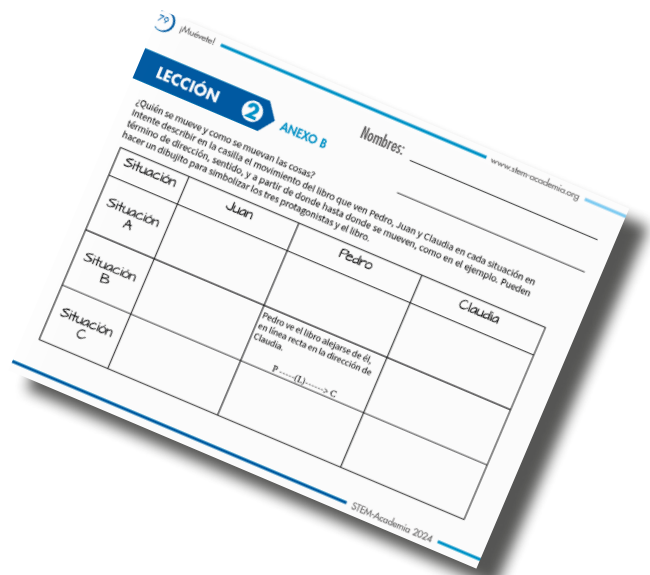 79
¡Muévete!
www.stem-academia.org
LECCIÓN 2
ANEXO B
Nombres:
¿Quién se mueve y como se muevan las cosas?
Intente describir en la casilla el movimiento del libro que ven Pedro, Juan y Claudia en cada situación en
término de dirección, sentido, y a partir de donde hasta donde se mueven, como en el ejemplo. Pueden
hacer un dibujito para simbolizar los tres protagonistas y el libro.
Situación
Juan
Pedro
Claudia
Situación
A
Situación
B
Pedro ve el libro alejarse de él,
en línea recta en la dirección de
Claudia.
P -----(L)------> C
Situación
C
STEM-Academia 2024